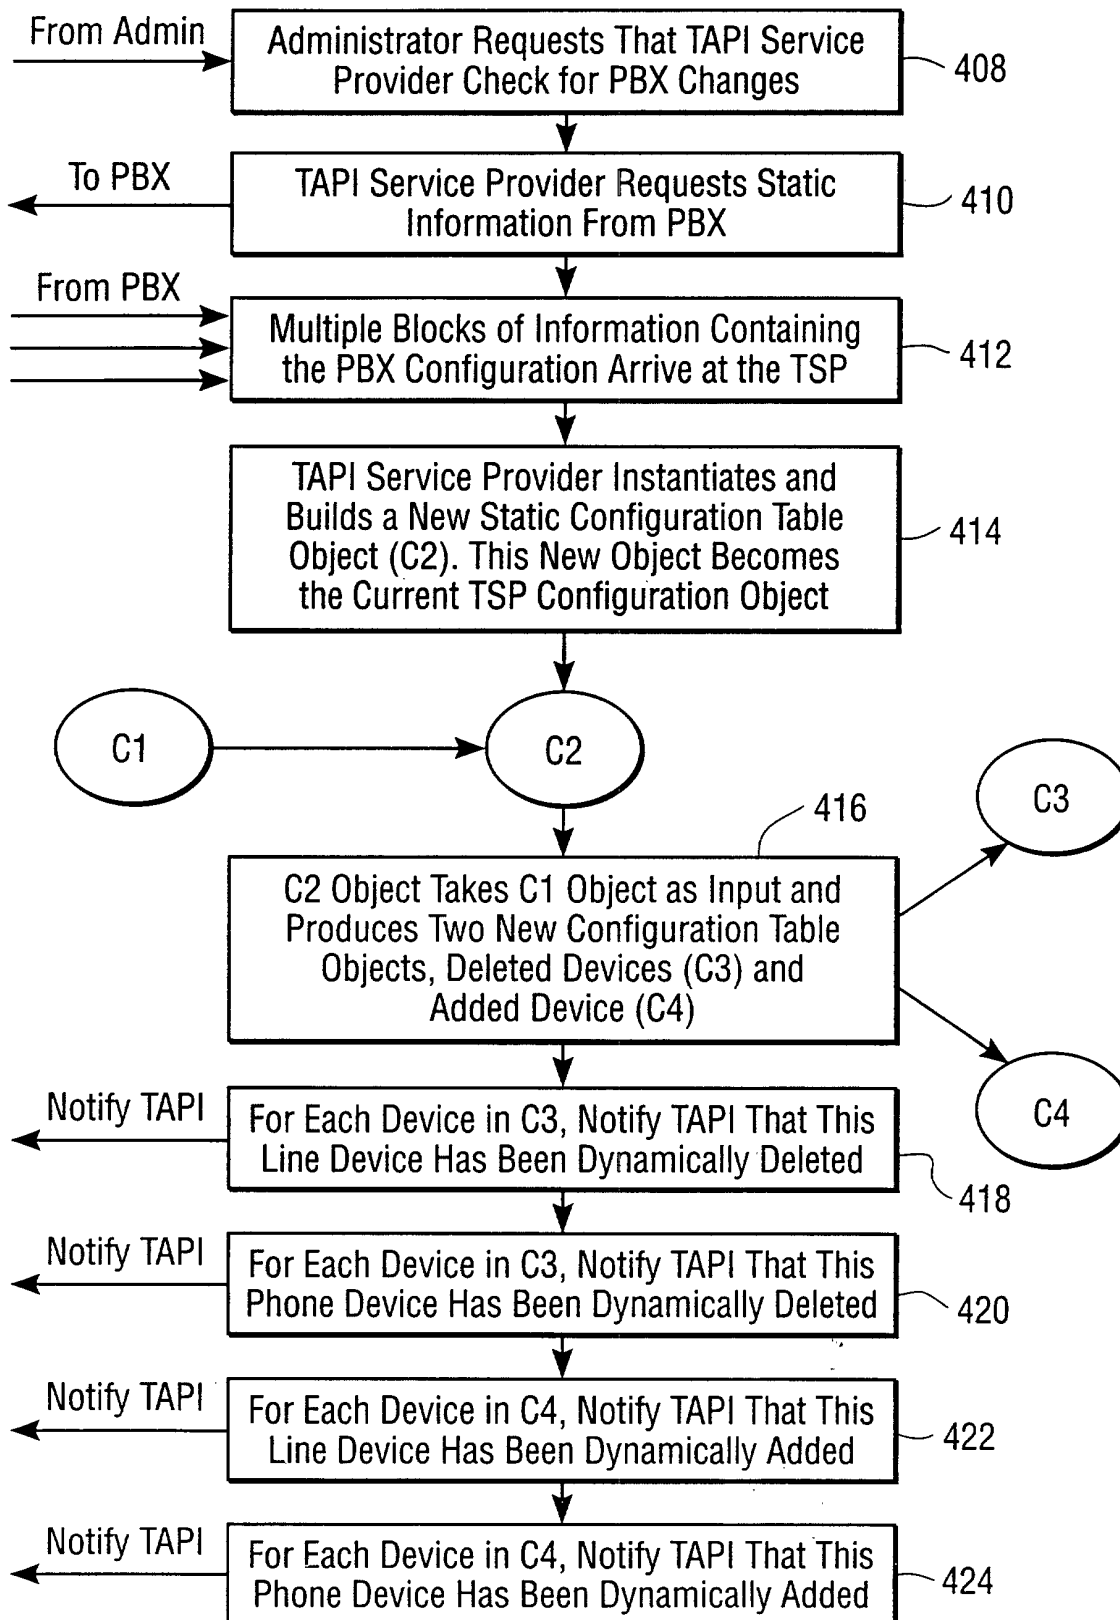 From Admin
Administrator Requests That TAPI Service
Provider Check for PBX Changes
408
To PBX
TAPI Service Provider Requests Static
Information From PBX
410
From PBX
Multiple Blocks of Information Containing
the PBX Configuration Arrive at the TSP
412
TAPI Service Provider Instantiates and
Builds a New Static Configuration Table
Object (C2). This New Object Becomes
the Current TSP Configuration Object
414
C1
C2
C3
416
C2 Object Takes C1 Object as Input and
Produces Two New Configuration Table
Objects, Deleted Devices (C3) and
Added Device (C4)
C4
Notify TAPI
For Each Device in C3, Notify TAPI That This
Line Device Has Been Dynamically Deleted
418
Notify TAPI
For Each Device in C3, Notify TAPI That This
Phone Device Has Been Dynamically Deleted
420
Notify TAPI
For Each Device in C4, Notify TAPI That This
Line Device Has Been Dynamically Added
422
Notify TAPI
For Each Device in C4, Notify TAPI That This
Phone Device Has Been Dynamically Added
424